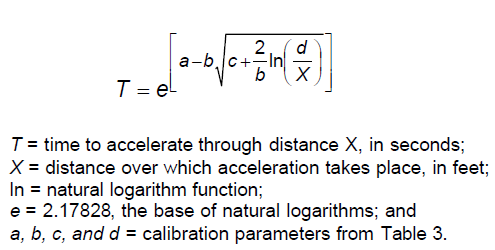 T = e^[a-b√(c+2/b ln(d/X))]
T = time to accelerate through distance X, in seconds;
X = distance over which acceleration takes place, in feet;
ln = natural logarithm function;
e = 2.17828, the base of natural logarithms; and
a, b, c, and d = calibration parameters from Table 3.